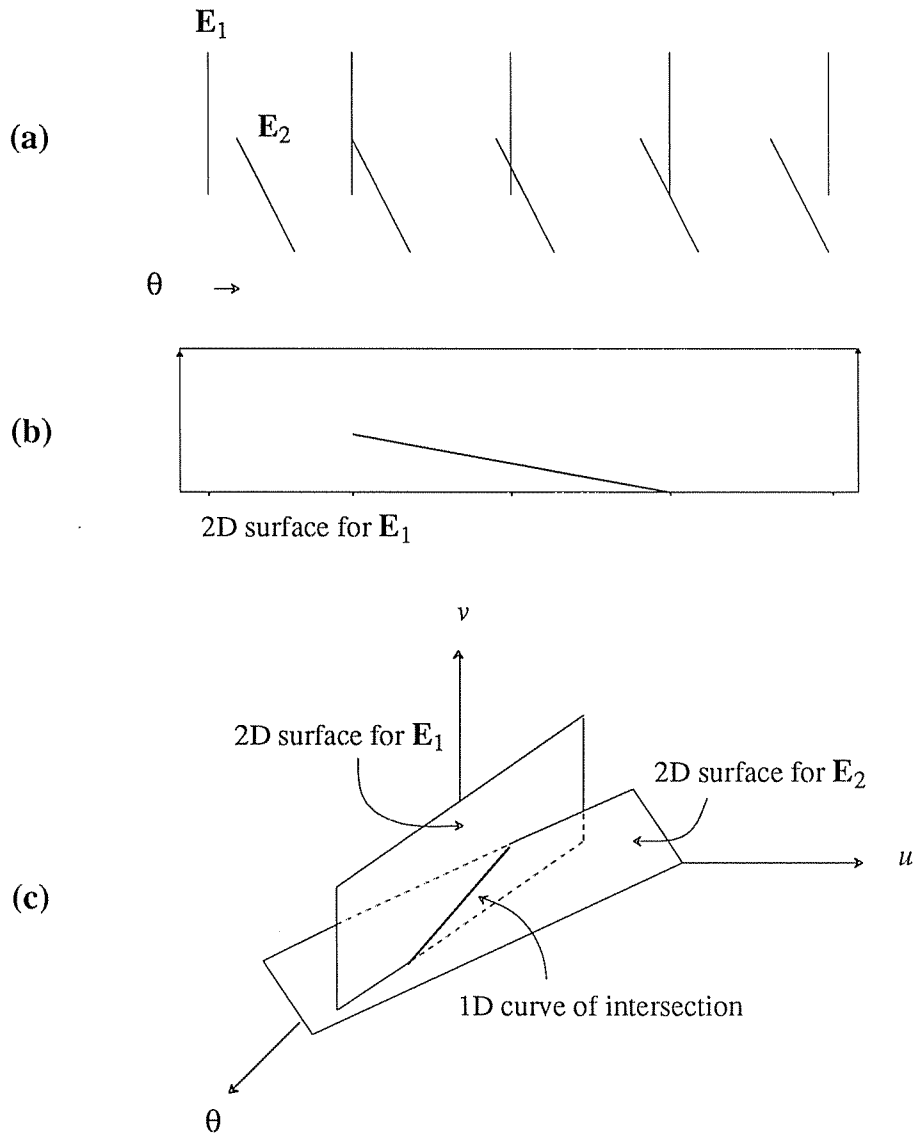 E₁
(a)
E₂
θ
(b)
2D surface for E₁
v
2D surface for E₁
2D surface for E₂
u
(c)
1D curve of intersection
θ